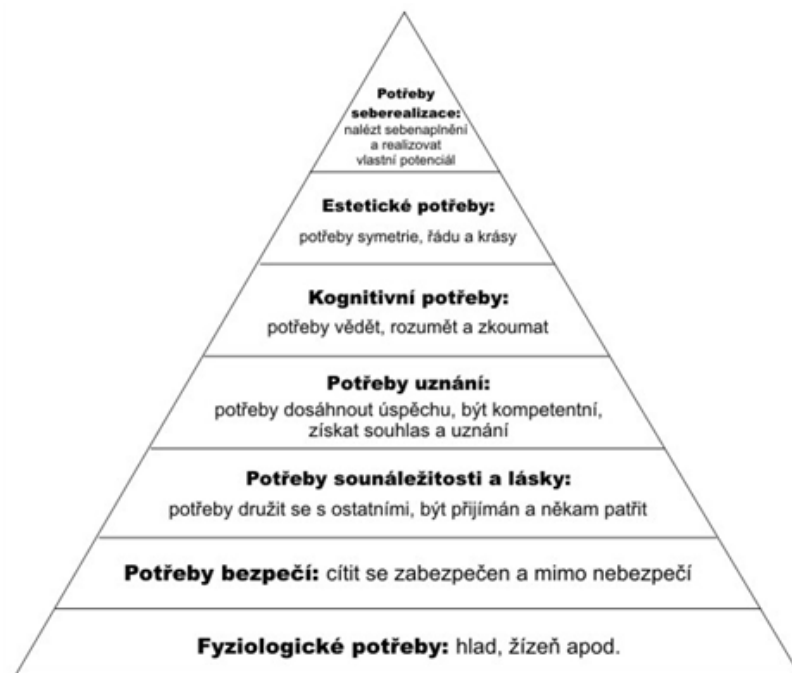 Potřeby
seberealizace:
nalézt sebenaplnění
a realizovat
vlastní potenciál
Estetické potřeby:
potřeby symetrie, řádu a krásy
Kognitivní potřeby:
potřeby vědět, rozumět a zkoumat
Potřeby uznání:
potřeby dosáhnout úspěchu, být kompetentní,
získat souhlas a uznání
Potřeby sounáležitosti a lásky:
potřeby družit se s ostatními, být přijímán a někam patřit
Potřeby bezpečí: cítit se zabezpečen a mimo nebezpečí
Fyziologické potřeby: hlad, žízeň apod.